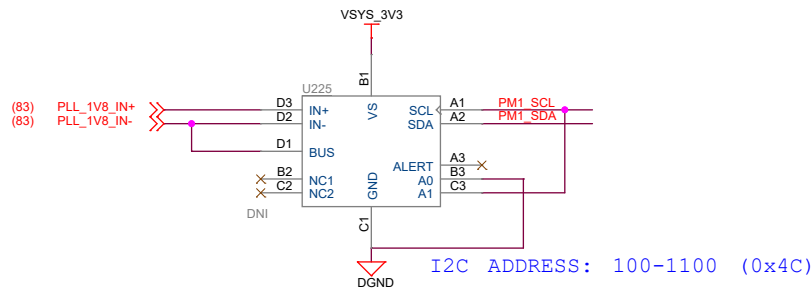 VSYS_3V3
B1
U225
(83) PLL_1V8_IN+ D3 IN+ VS SCL A1 PM1_SCL
(83) PLL_1V8_IN- D2 IN- SDA A2 PM1_SDA
D1 BUS
ALERT A3
B2 NC1 A0 B3
C2 NC2 GND A1 C3
DNI
C1
I2C ADDRESS: 100-1100 (0x4C)
DGND